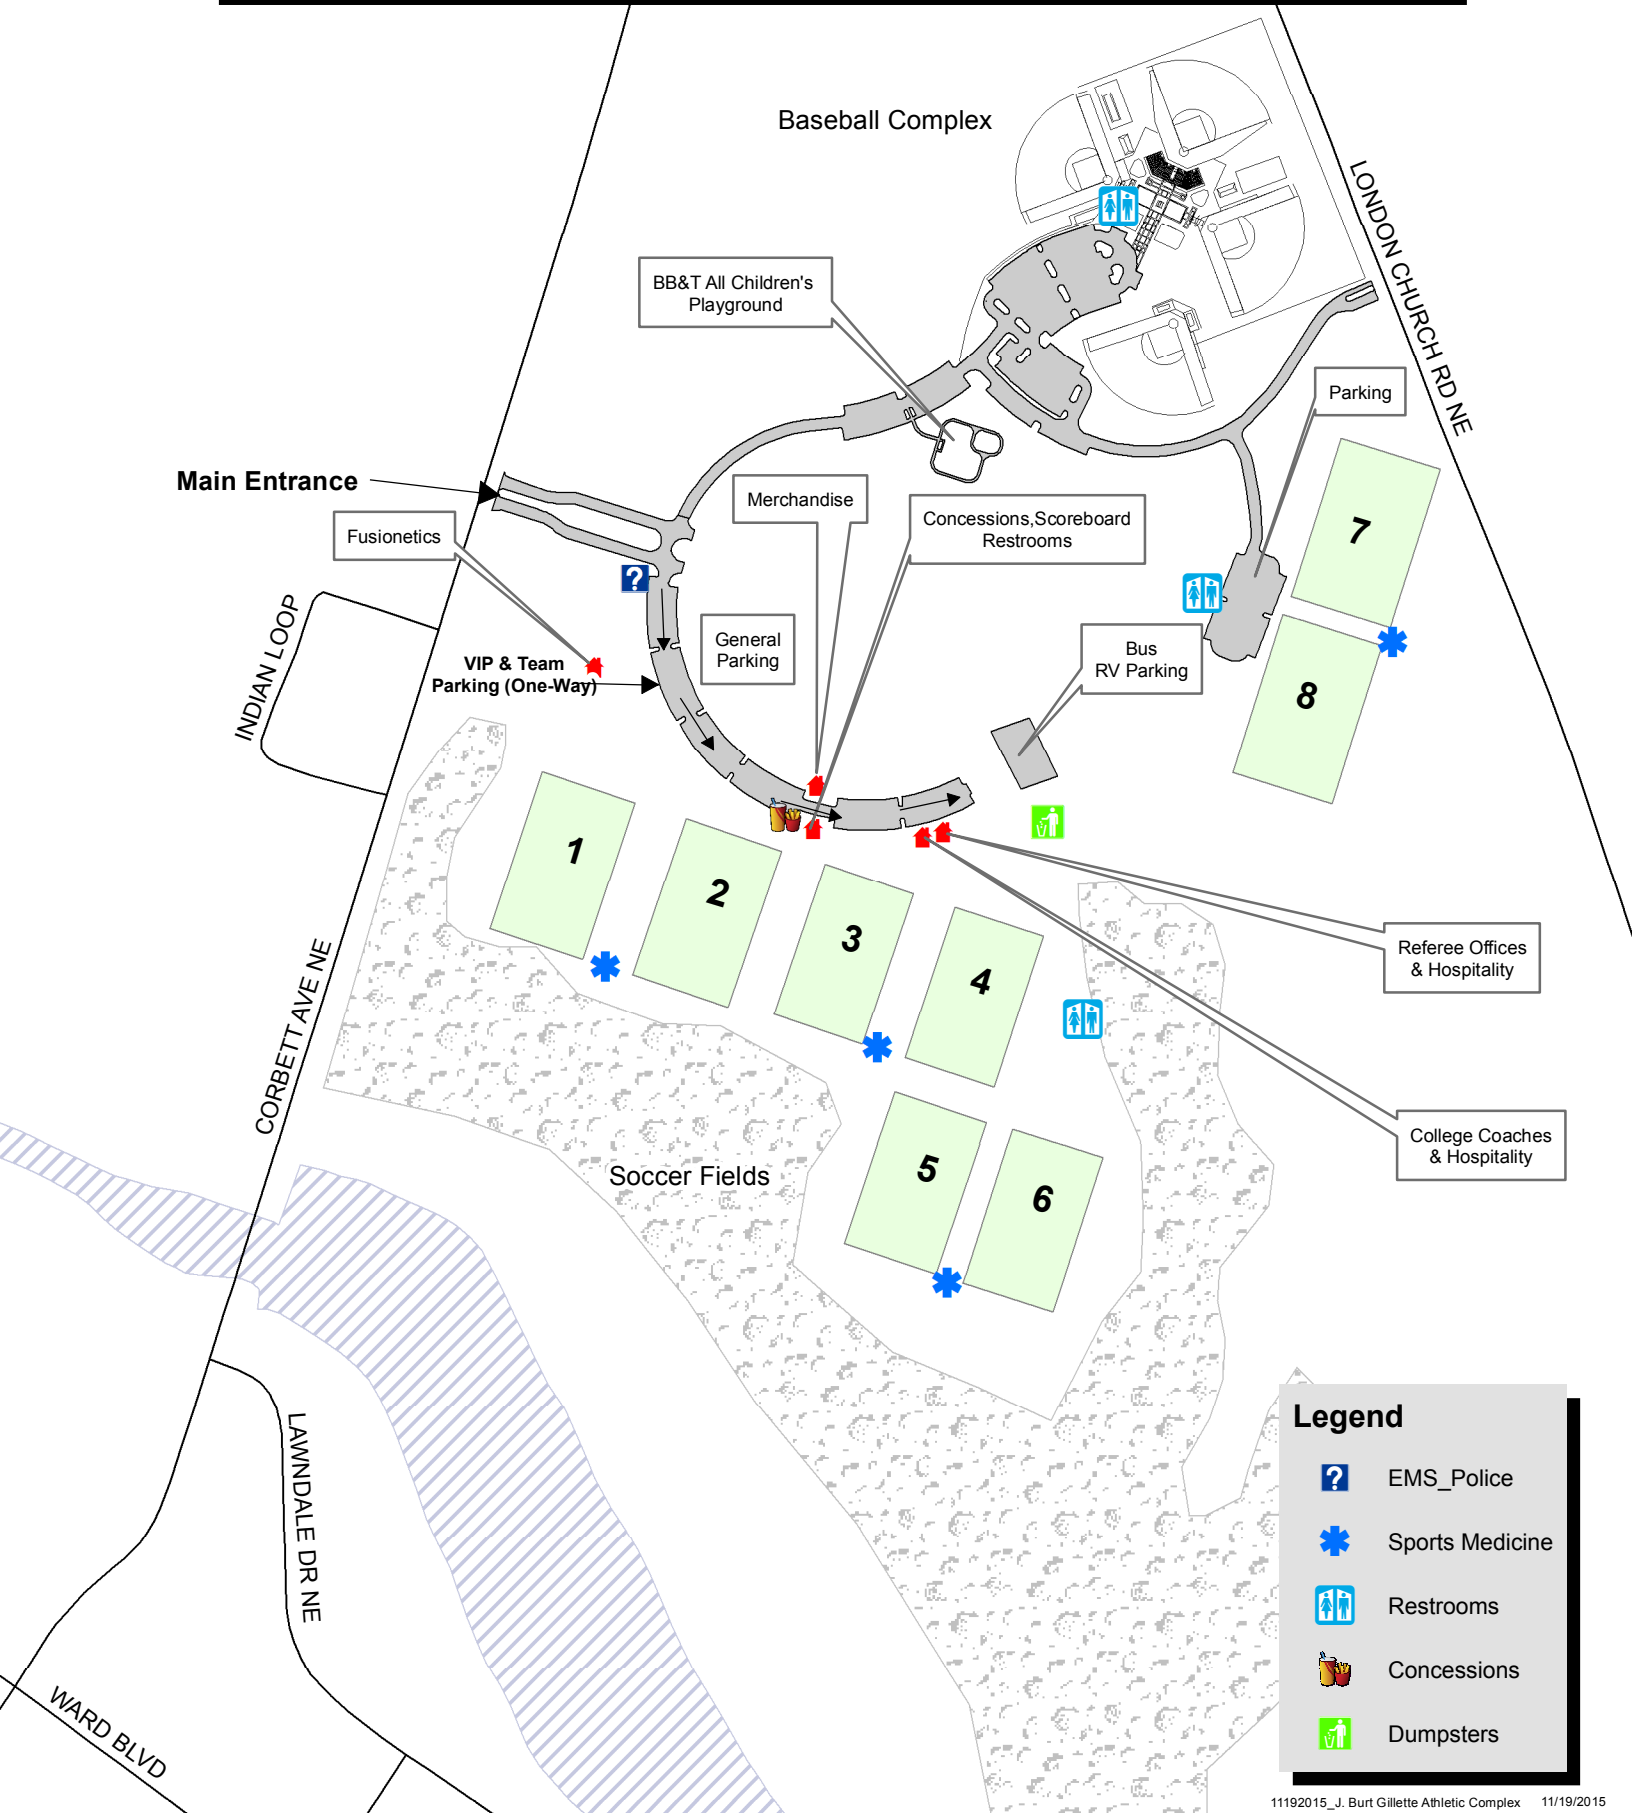 Baseball Complex
LONDON CHURCH RD NE
BB&T All Children's
Playground
Parking
Main Entrance
Merchandise
Concessions,Scoreboard
Restrooms
Fusionetics
7
?
INDIAN LOOP
General
Parking
Bus
RV Parking
VIP & Team
Parking (One-Way)
8
1
2
3
4
Referee Offices
& Hospitality
CORBETT AVE NE
College Coaches
& Hospitality
Soccer Fields
5
6
LAWNDALE DR NE
WARD BLVD
Legend
? EMS_Police
Sports Medicine
Restrooms
Concessions
Dumpsters
11192015_J. Burt Gillette Athletic Complex 11/19/2015